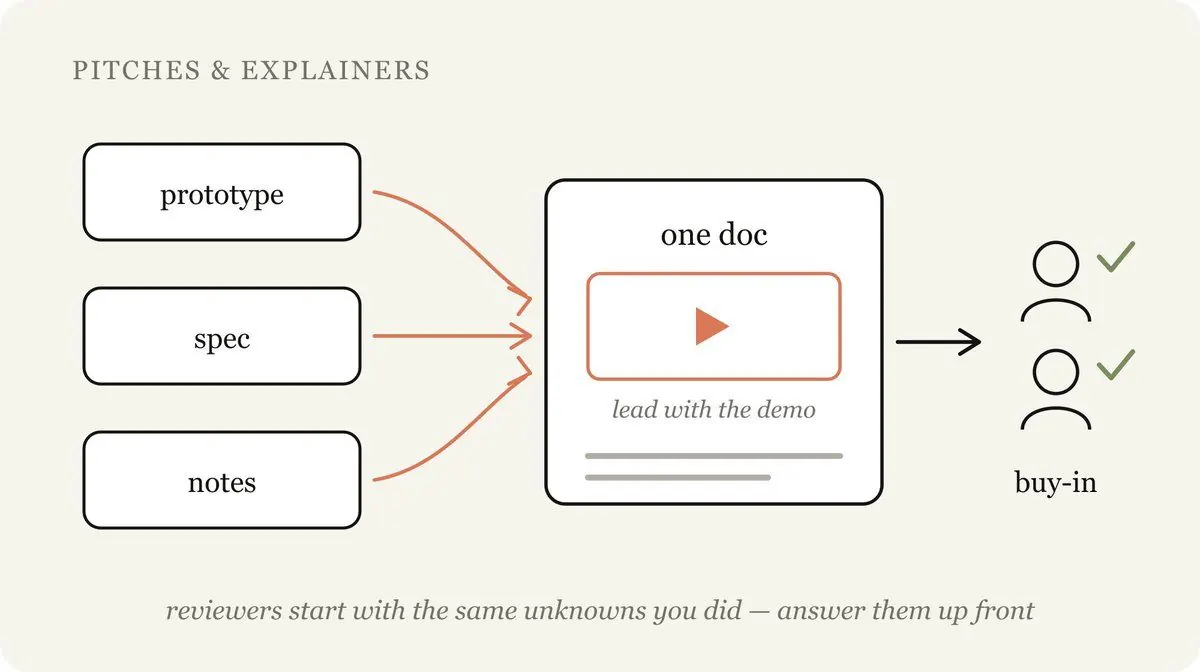 PITCHES & EXPLAINERS
prototype
spec
notes
one doc
lead with the demo
buy-in
reviewers start with the same unknowns you did — answer them up front